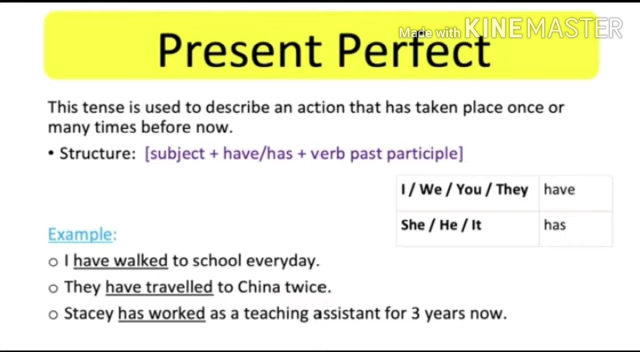 Made with KINEMASTER
Present Perfect
This tense is used to describe an action that has taken place once or
many times before now.
• Structure: [subject + have/has + verb past participle]
I / We / You / They have
She / He / It has
Example:
o I have walked to school everyday.
o They have travelled to China twice.
o Stacey has worked as a teaching assistant for 3 years now.